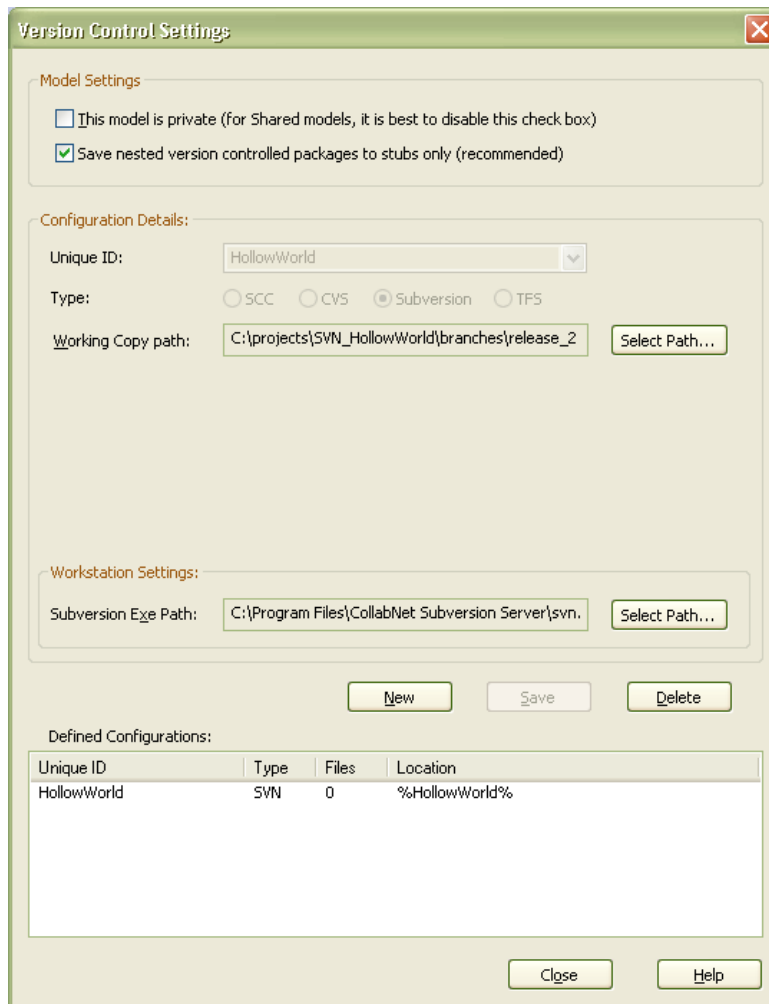 Version Control Settings
Model Settings
This model is private (for Shared models, it is best to disable this check box)
Save nested version controlled packages to stubs only (recommended)
Configuration Details:
Unique ID: HollowWorld
Type: SCC CVS Subversion TFS
Working Copy path: C:\projects\SVN_HollowWorld\branches\release_2 Select Path...
Workstation Settings:
Subversion Exe Path: C:\Program Files\CollabNet Subversion Server\svn. Select Path...
New Save Delete
Defined Configurations:
Unique ID Type Files Location
HollowWorld SVN 0 %HollowWorld%
Close Help